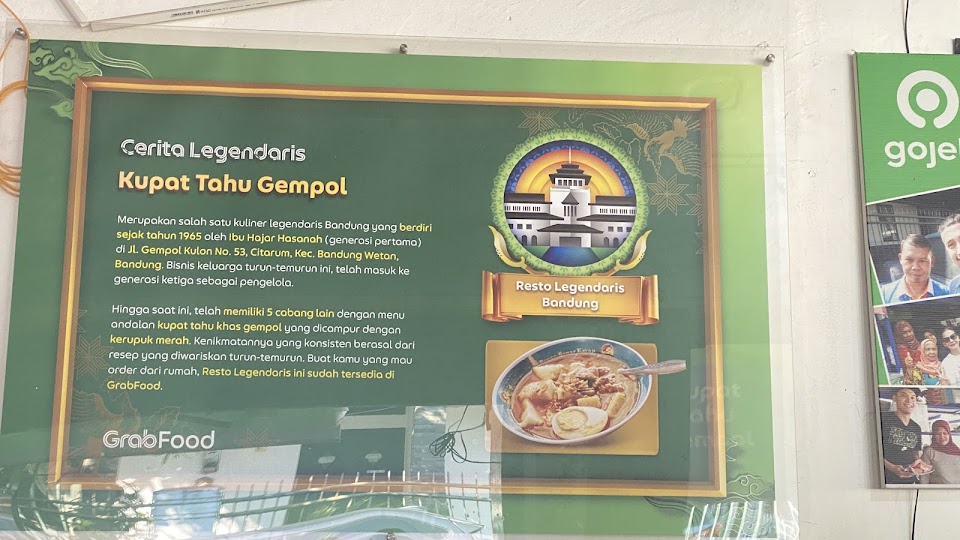 Cerita Legendaris
Kupat Tahu Gempol
Merupakan salah satu kuliner legendaris Bandung yang berdiri
sejak tahun 1965 oleh Ibu Hajar Hasanah (generasi pertama)
di Jl. Gempol Kulon No. 53, Citarum, Kec. Bandung Wetan,
Bandung. Bisnis keluarga turun-temurun ini, telah masuk ke
generasi ketiga sebagai pengelola.
Hingga saat ini, telah memiliki 5 cabang lain dengan menu
andalan kupat tahu khas gempol yang dicampur dengan
kerupuk merah. Kenikmatannya yang konsisten berasal dari
resep yang diwariskan turun-temurun. Buat kamu yang mau
order dari rumah, Resto Legendaris ini sudah tersedia di
GrabFood.
GrabFood
Resto Legendaris
Bandung
gojek